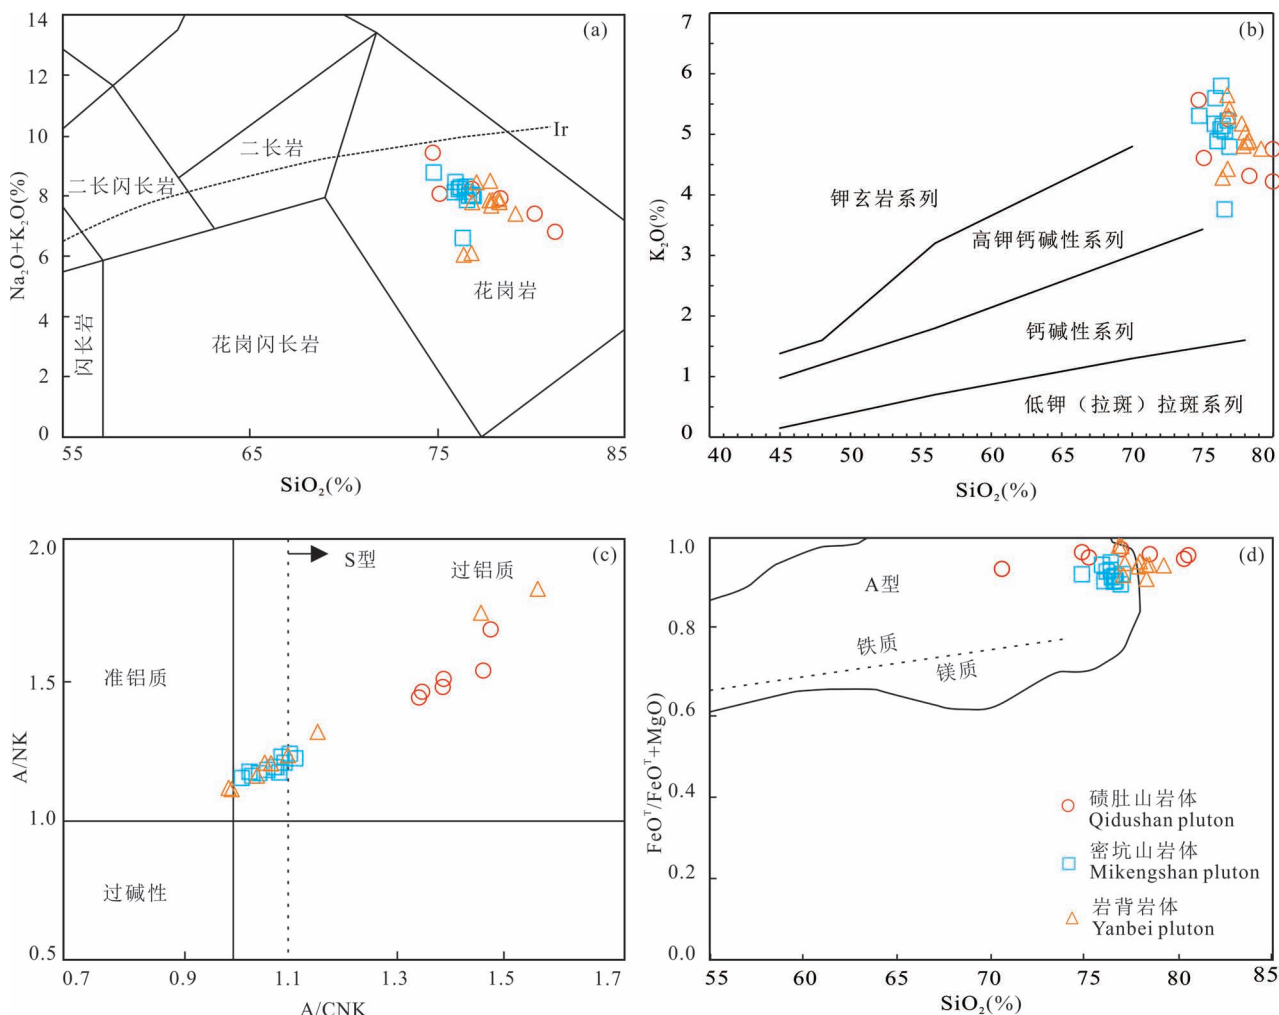 (a)
14
12
10
8
6
4
2
0
Na₂O+K₂O(%)
Ir
二长岩
二长闪长岩
花岗岩
闪长岩
花岗闪长岩
55
65
75
85
SiO₂(%)
(b)
7
6
5
4
3
2
1
0
K₂O(%)
钾玄岩系列
高钾钙碱性系列
钙碱性系列
低钾（拉斑）拉斑系列
40
45
50
55
60
65
70
75
80
SiO₂(%)
(c)
2.0
1.5
1.0
0.5
A/NK
S型
过铝质
准铝质
过碱性
0.7
0.9
1.1
1.3
1.5
1.7
A/CNK
(d)
1.0
0.8
0.6
0.4
0.2
0.0
FeOᵀ/FeOᵀ+MgO)
A型
铁质
镁质
碛肚山岩体
Qidushan pluton
密坑山岩体
Mikengshan pluton
岩背岩体
Yanbei pluton
55
60
70
75
80
85
SiO₂(%)